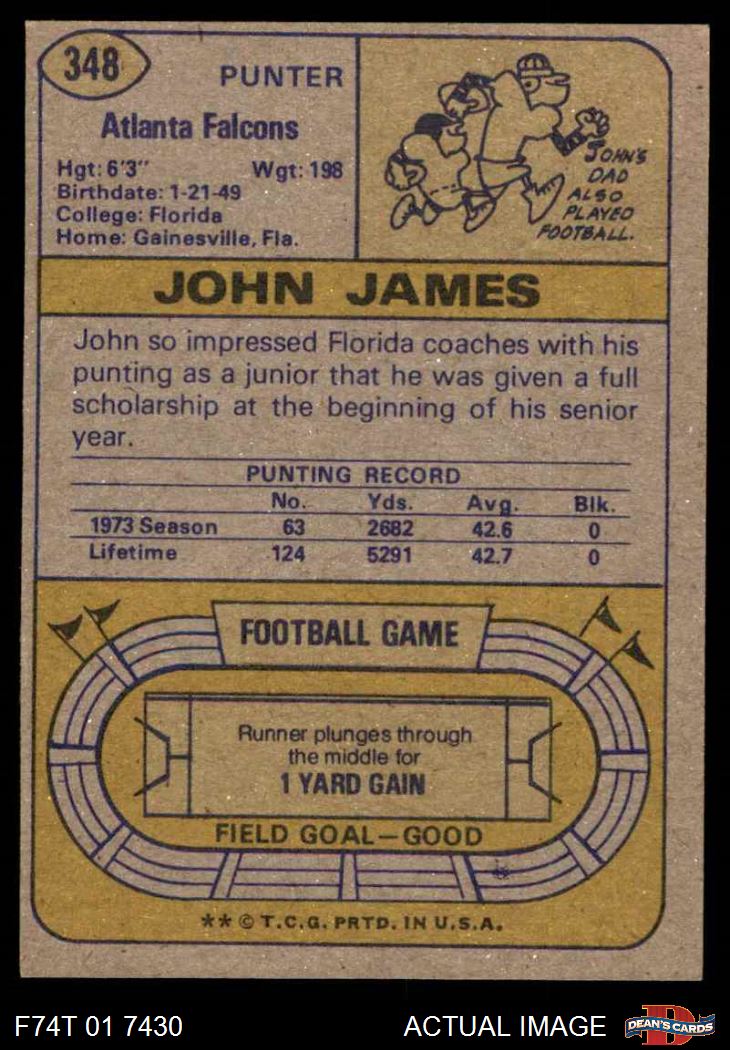 348
PUNTER
Atlanta Falcons
Hgt: 6'3" Wgt: 198
Birthdate: 1-21-49
College: Florida
Home: Gainesville, Fla.
JOHN'S
DAD
ALSO
PLAYED
FOOTBALL.
JOHN JAMES
John so impressed Florida coaches with his
punting as a junior that he was given a full
scholarship at the beginning of his senior
year.
PUNTING RECORD
No. Yds. Avg. Blk.
1973 Season 63 2682 42.6 0
Lifetime 124 5291 42.7 0
FOOTBALL GAME
Runner plunges through
the middle for
1 YARD GAIN
FIELD GOAL—GOOD
** © T.C.G. PRTD. IN U.S.A.
F74T 01 7430
ACTUAL IMAGE
D
DEAN'S CARDS